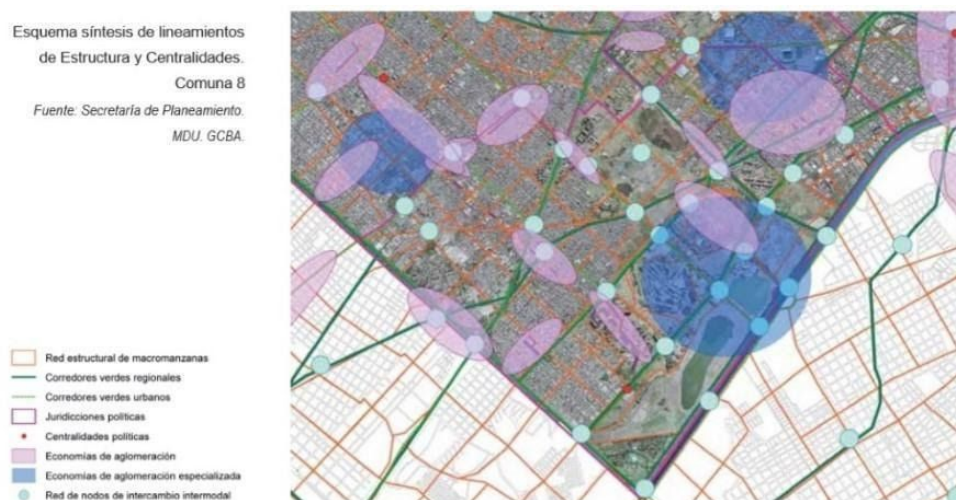 Esquema síntesis de lineamientos
de Estructura y Centralidades.
Comuna 8
Fuente: Secretaría de Planeamiento.
MDU. GCBA.
Red estructural de macromanzanas
Corredores verdes regionales
Corredores verdes urbanos
Juridicciones políticas
Centralidades políticas
Economías de aglomeración
Economías de aglomeración especializada
Red de nodos de intercambio intermodal